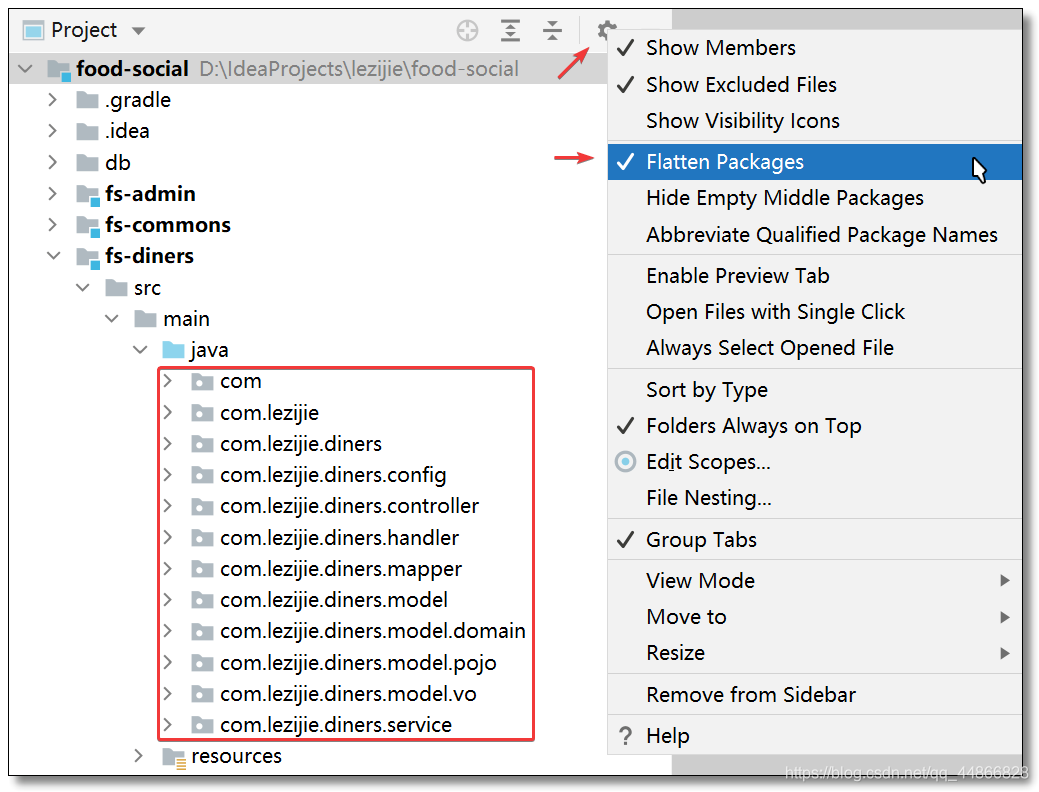 Project
food-social D:\IdeaProjects\lezijie\food-social
.gradle
.idea
db
fs-admin
fs-commons
fs-diners
src
main
java
com
com.lezijie
com.lezijie.diners
com.lezijie.diners.config
com.lezijie.diners.controller
com.lezijie.diners.handler
com.lezijie.diners.mapper
com.lezijie.diners.model
com.lezijie.diners.model.domain
com.lezijie.diners.model.pojo
com.lezijie.diners.model.vo
com.lezijie.diners.service
resources
Show Members
Show Excluded Files
Show Visibility Icons
Flatten Packages
Hide Empty Middle Packages
Abbreviate Qualified Package Names
Enable Preview Tab
Open Files with Single Click
Always Select Opened File
Sort by Type
Folders Always on Top
Edit Scopes...
File Nesting...
Group Tabs
View Mode
Move to
Resize
Remove from Sidebar
? Help
https://blog.csdn.net/qq_44866828